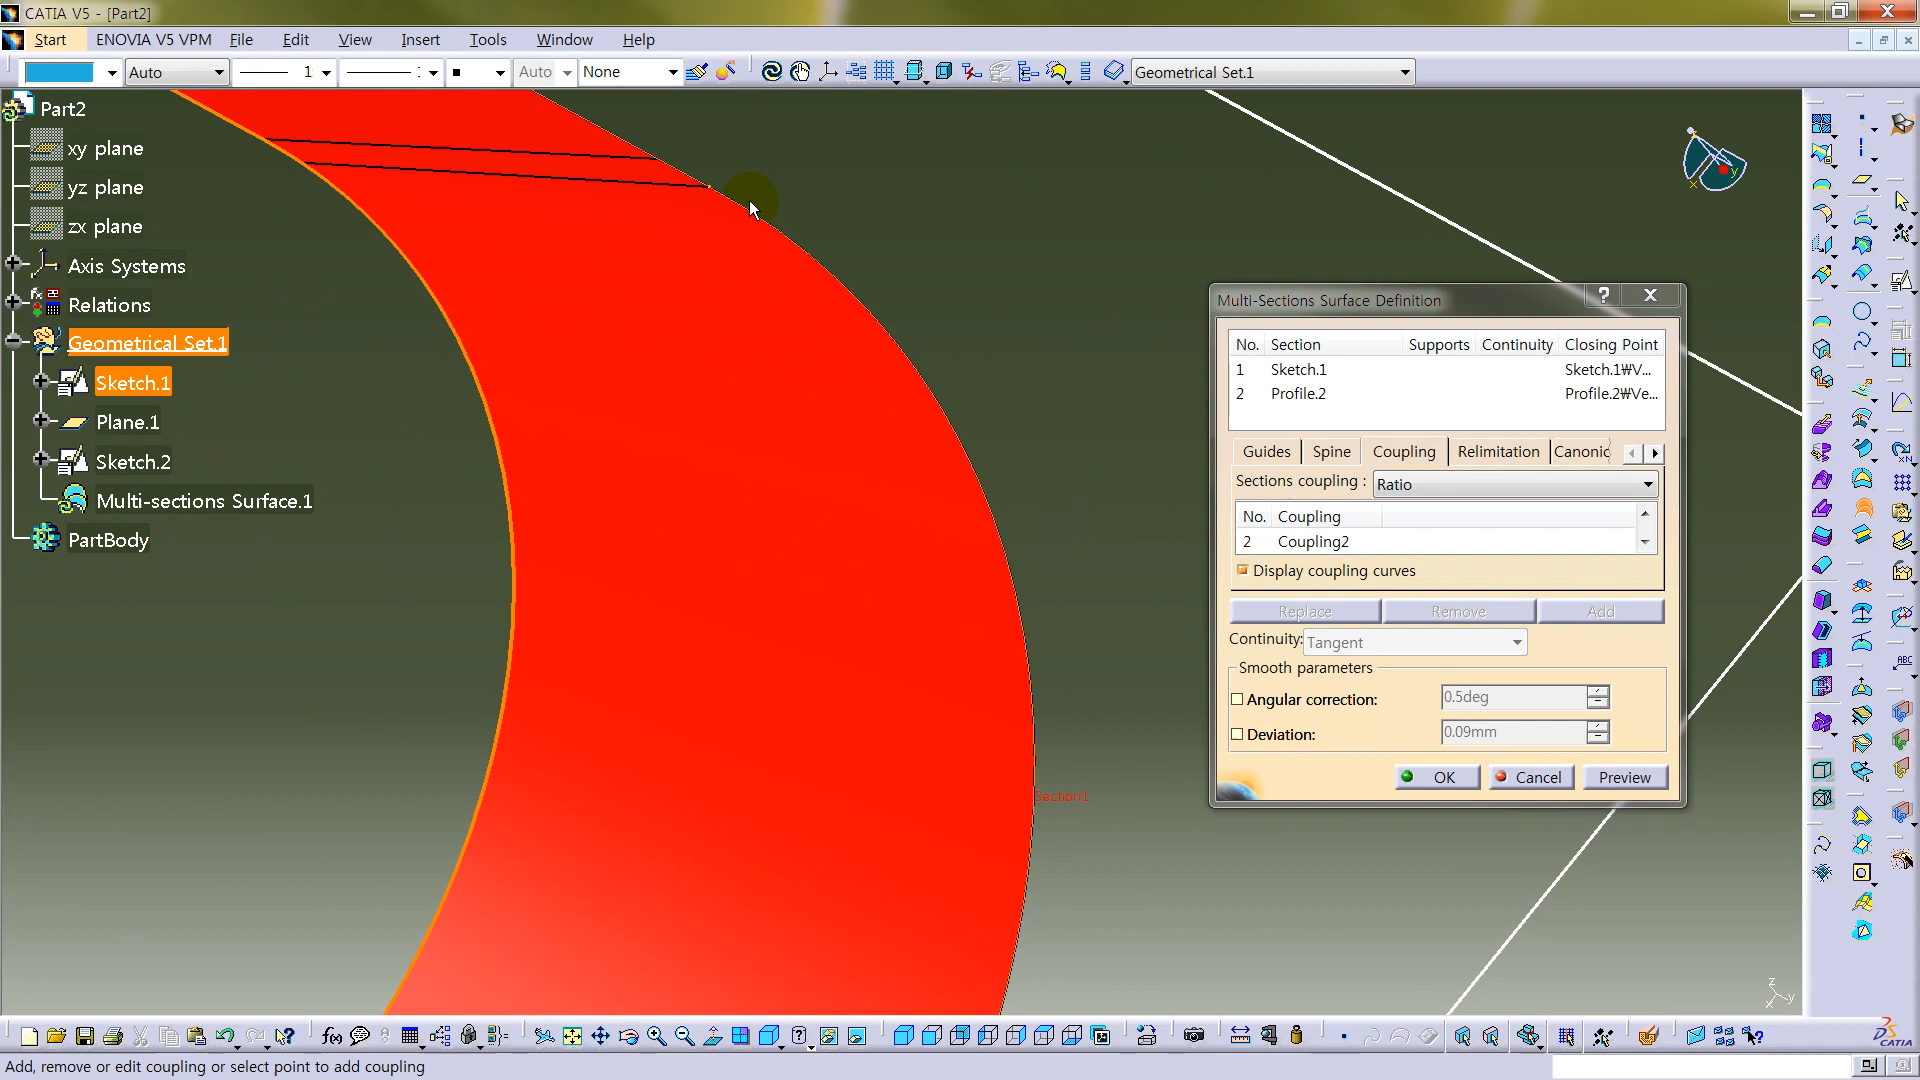 CATIA V5 - [Part2]
Start ENOVIA V5 VPM File Edit View Insert Tools Window Help
Auto 1 Auto None Geometrical Set.1
Part2
xy plane
yz plane
zx plane
Axis Systems
Relations
Geometrical Set.1
Sketch.1
Plane.1
Sketch.2
Multi-sections Surface.1
PartBody
Section1
Multi-Sections Surface Definition
No. Section Supports Continuity Closing Point
1 Sketch.1 Sketch.1₩V...
2 Profile.2 Profile.2₩Ve...
Guides Spine Coupling Relimitation Canonic
Sections coupling : Ratio
No. Coupling
2 Coupling2
Display coupling curves
Replace Remove Add
Continuity: Tangent
Smooth parameters
Angular correction: 0.5deg
Deviation: 0.09mm
OK Cancel Preview
z
x y
CATIA
Add, remove or edit coupling or select point to add coupling